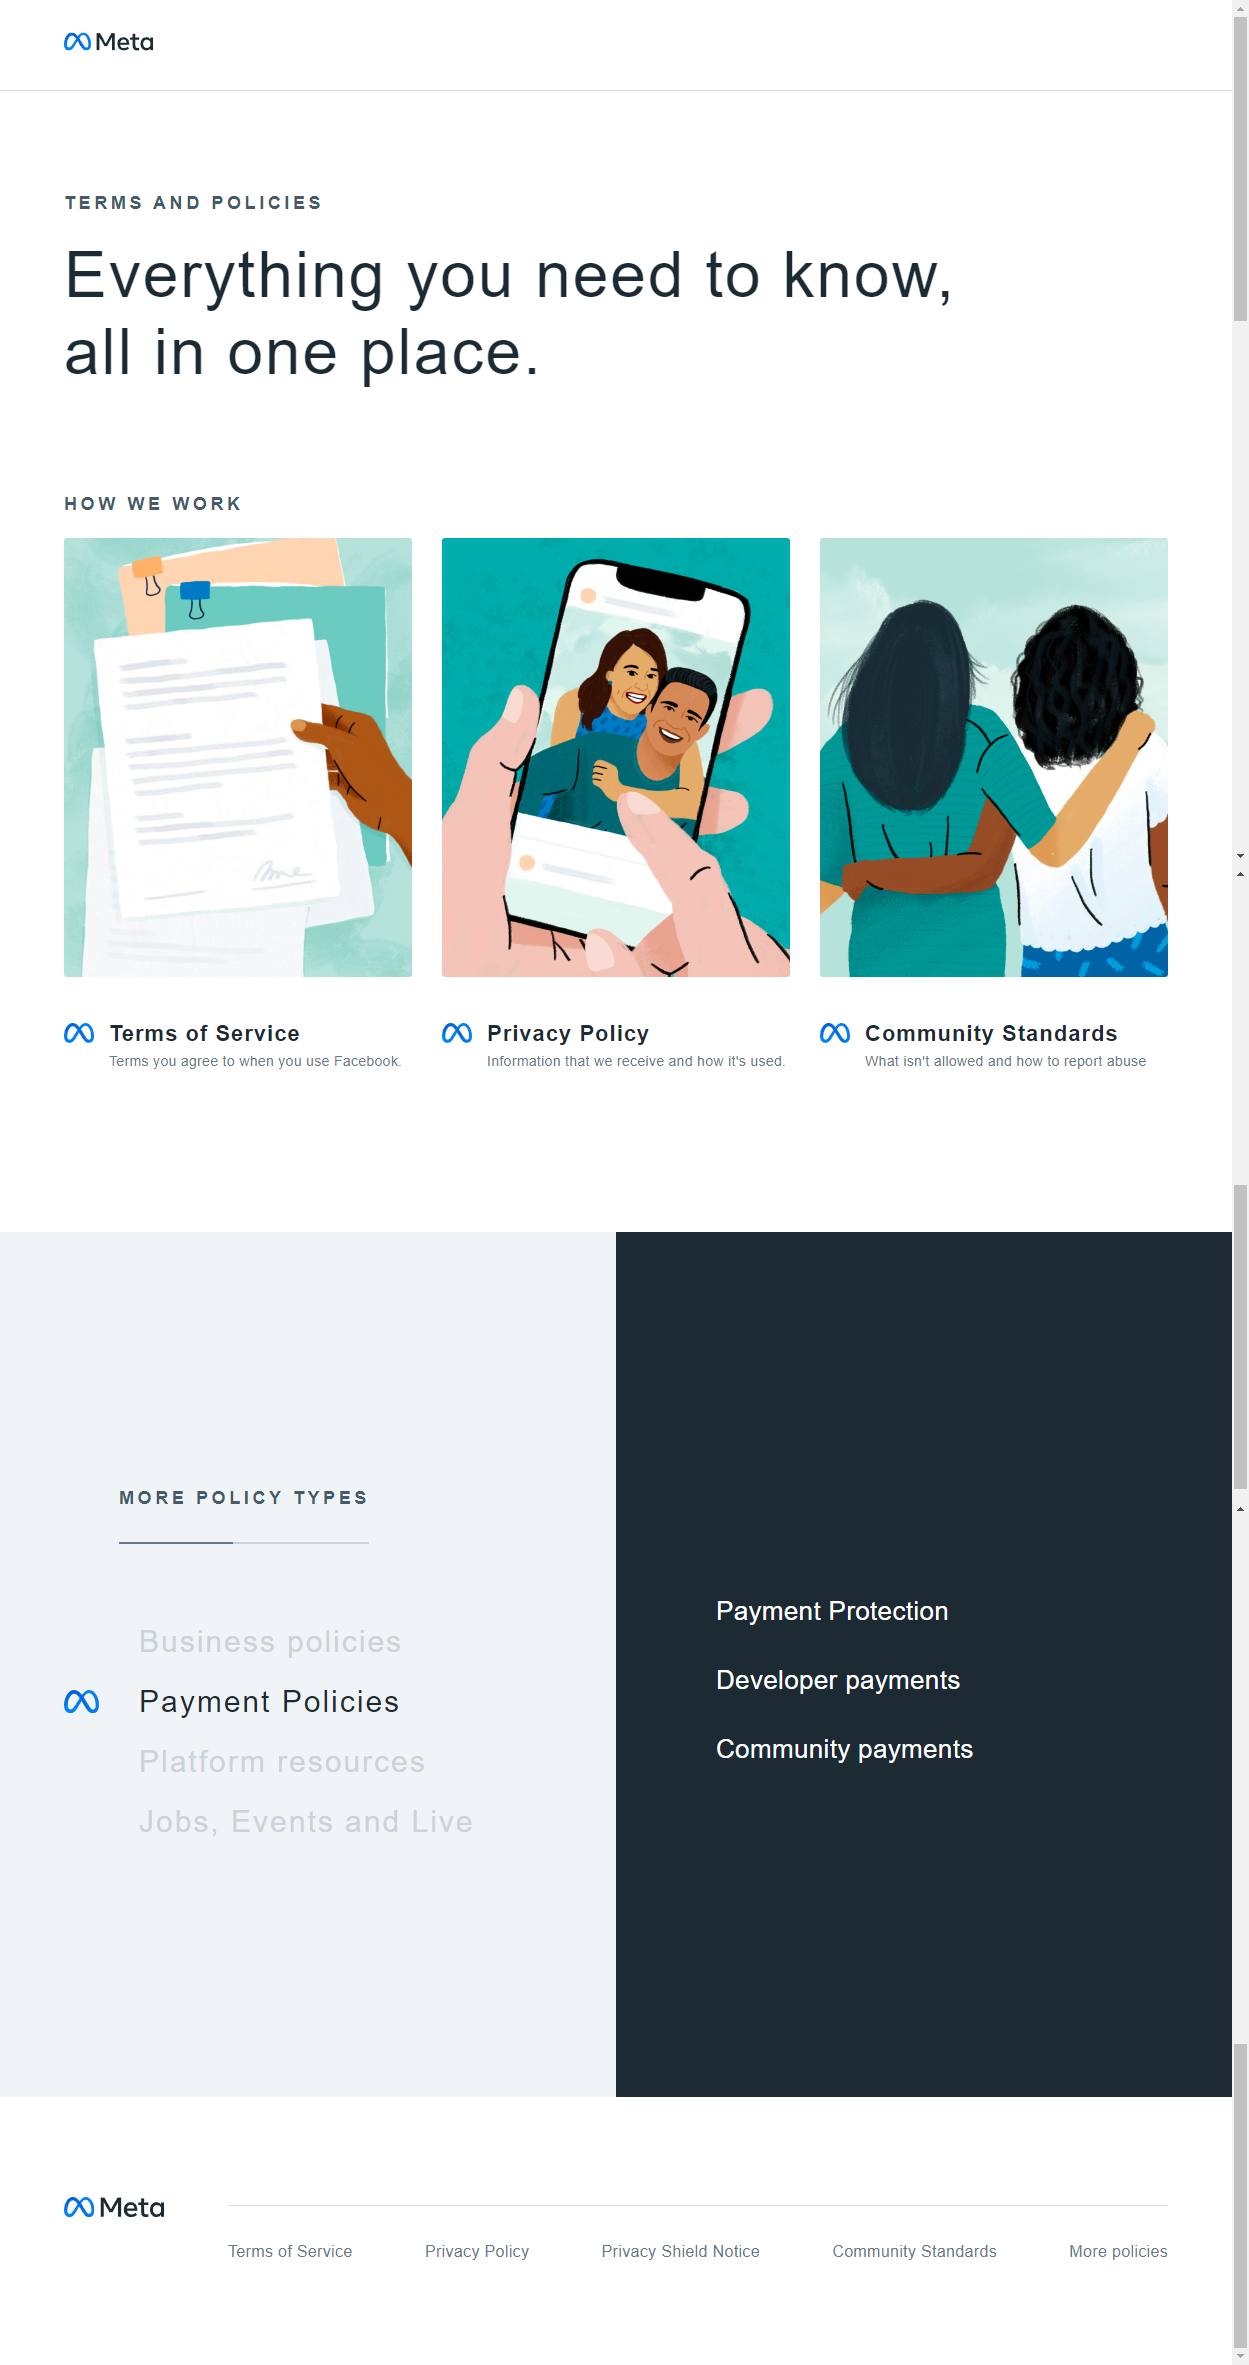 Meta
TERMS AND POLICIES
Everything you need to know,
all in one place.
HOW WE WORK
Terms of Service
Terms you agree to when you use Facebook.
Privacy Policy
Information that we receive and how it's used.
Community Standards
What isn't allowed and how to report abuse
MORE POLICY TYPES
Business policies
Payment Policies
Platform resources
Jobs, Events and Live
Payment Protection
Developer payments
Community payments
Meta
Terms of Service
Privacy Policy
Privacy Shield Notice
Community Standards
More policies